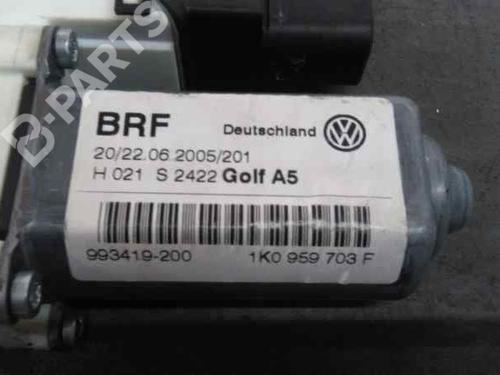 B-PARTS
BRF Deutschland
20/22.06.2005/201
H 021 S 2422 Golf A5
993419-200 1K0 959 703 F